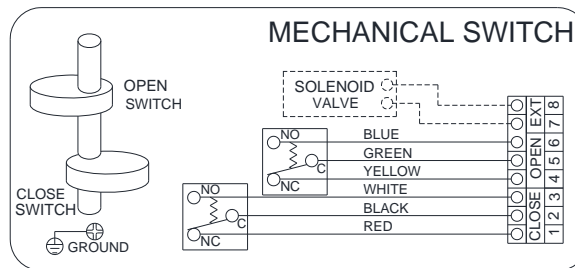 MECHANICAL SWITCH
OPEN
SWITCH
CLOSE
SWITCH
GROUND
SOLENOID
VALVE
NO
C
NC
NO
C
NC
BLUE
GREEN
YELLOW
WHITE
BLACK
RED
EXT
OPEN
CLOSE
8
7
6
5
4
3
2
1